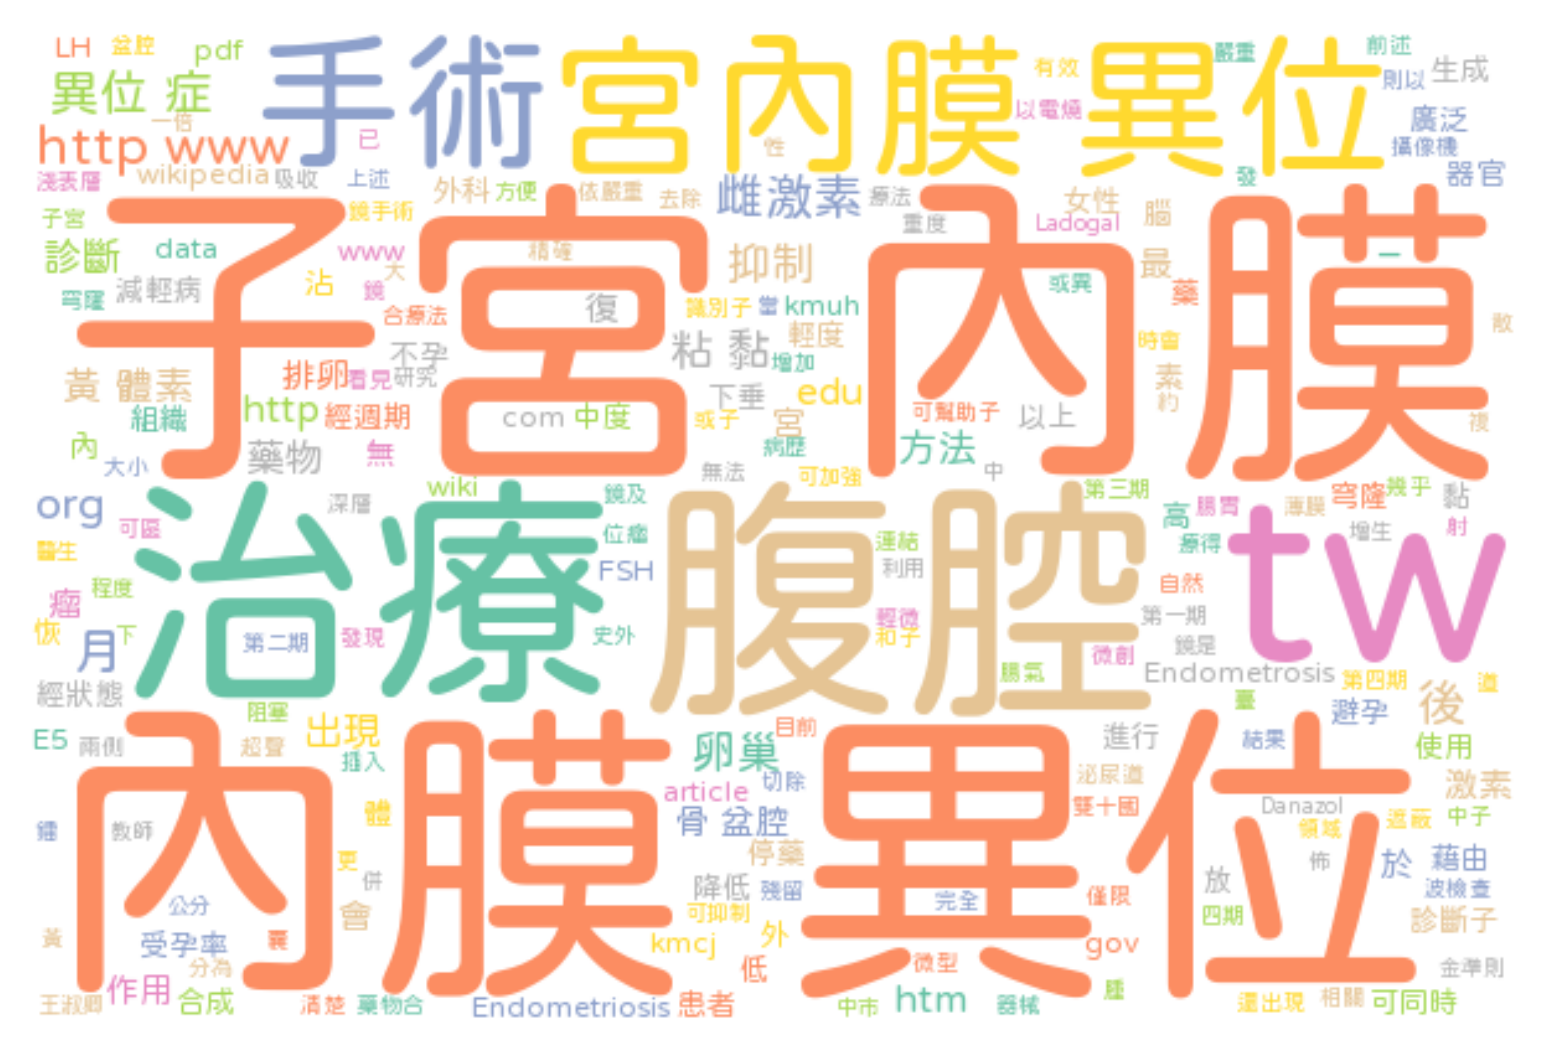 LH 盆腔 pdf 手術 宮內膜異位 有效 嚴重 前述
異位 症 以電燒 則以 生成
http www 一倍 已 性 廣泛 攝像機
淺表層 wikipedia 吸收 上述 外科 方便 依嚴重 去除 雌激素 療法 女性 腦 發 器官
子宮 鏡手術 重度 Ladogal
診斷 data www 精確 抑制 最 一
子宮內膜
穹窿 減輕病 沾 大 鏡 合療法 復 識別子 當 kmuh 或異 藥 敵
不孕 粘 黏 輕度 增加 時會
黃 體素 排卵 看見 研究 下垂 edu 素 約
組織 http 經週期 com 中度 或子 宮 可幫助子 以上 複
內 大小 藥物 無 病歷 方法
無法 可加強 中
org 深層 wiki 鏡及 第三期 腸胃 薄膜 穹隆 幾乎 黏
治療 腹腔 tw
醫生 可區 位瘤 連結 高 療得 增生 射
瘤 程度 FSH 利用 自然
恢 月 下 第二期 發現 史外 輕微 和子 第一期 鏡是
經狀態 腸氣 微創 Endometrosis 第四期 道
E5 兩側 阻塞 超聲 出現 插入 卵巢 目前 進行 臺 結果 避孕 後 使用
內膜異位
article 切除 泌尿道 激素
鐳 教師 體 骨 盆腔 雙十國 Danazol 領域 遮蔽 中子
更 併 停藥 佈 於 藉由
公分 會 降低 殘留 完全 僅限 放 波檢查
黃 受孕率 襄 可抑制 kmcj 外 gov 四期 診斷子
分為 低 微型 金準則
王淑卿 作用 合成 清楚 藥物合 Endometriosis 患者 中市 htm 器械 腫 還出現 相關 可同時